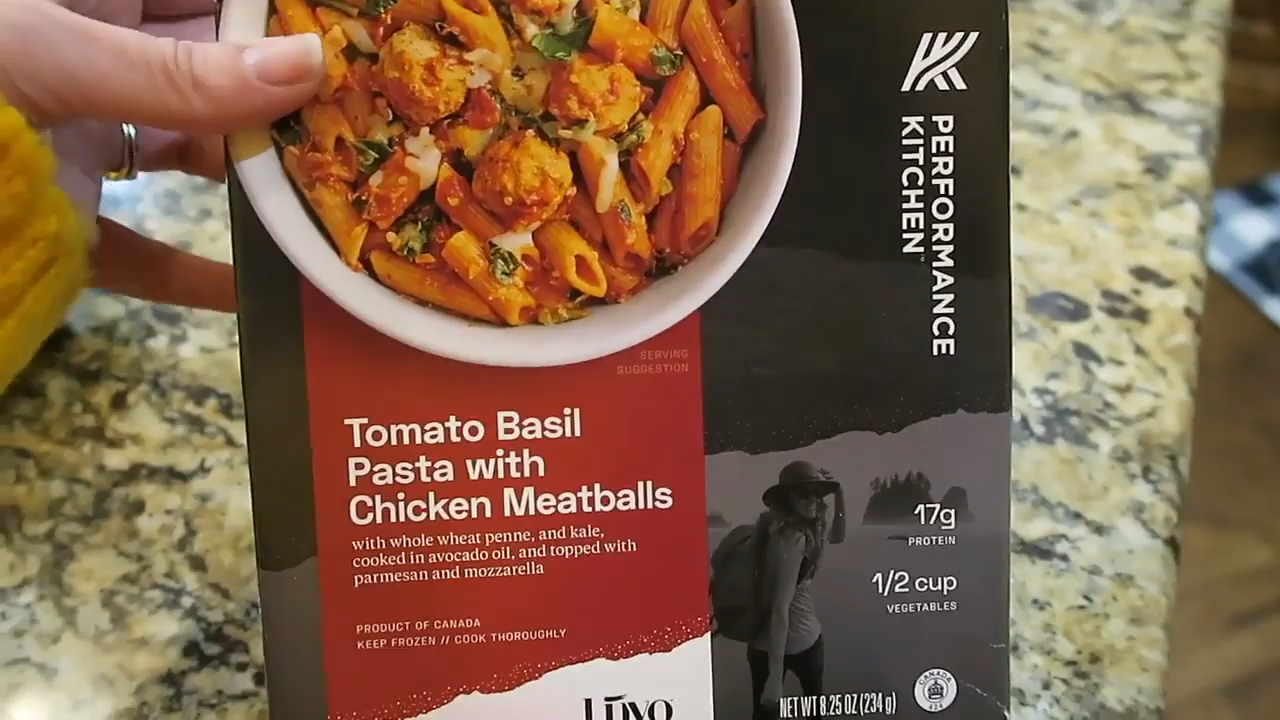 PERFORMANCE
KITCHEN™
SERVING
SUGGESTION
Tomato Basil
Pasta with
Chicken Meatballs
with whole wheat penne, and kale,
cooked in avocado oil, and topped with
parmesan and mozzarella
PRODUCT OF CANADA
KEEP FROZEN // COOK THOROUGHLY
17g
PROTEIN
1/2 cup
VEGETABLES
Lūvo
NET WT 8.25 OZ (234 g)
CANADA